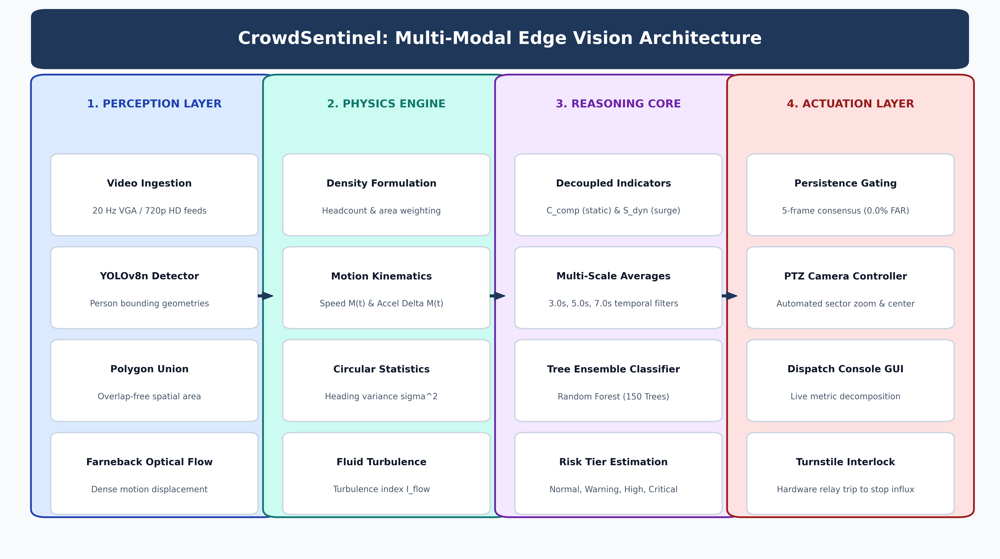 CrowdSentinel: Multi-Modal Edge Vision Architecture
1. PERCEPTION LAYER
Video Ingestion
20 Hz VGA / 720p HD feeds
YOLOv8n Detector
Person bounding geometries
Polygon Union
Overlap-free spatial area
Farneback Optical Flow
Dense motion displacement
2. PHYSICS ENGINE
Density Formulation
Headcount & area weighting
Motion Kinematics
Speed M(t) & Accel Delta M(t)
Circular Statistics
Heading variance sigma^2
Fluid Turbulence
Turbulence index I_flow
3. REASONING CORE
Decoupled Indicators
C_comp (static) & S_dyn (surge)
Multi-Scale Averages
3.0s, 5.0s, 7.0s temporal filters
Tree Ensemble Classifier
Random Forest (150 Trees)
Risk Tier Estimation
Normal, Warning, High, Critical
4. ACTUATION LAYER
Persistence Gating
5-frame consensus (0.0% FAR)
PTZ Camera Controller
Automated sector zoom & center
Dispatch Console GUI
Live metric decomposition
Turnstile Interlock
Hardware relay trip to stop influx